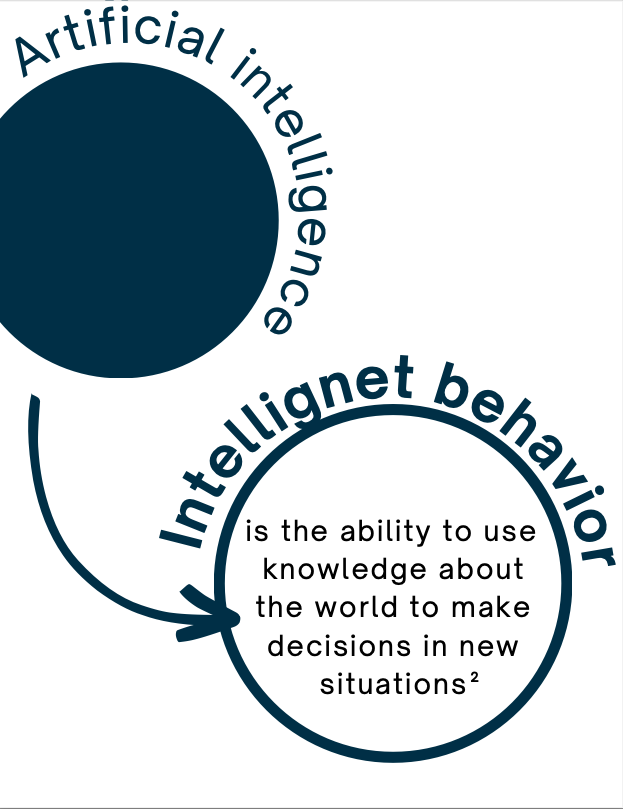 Artificial intelligence
Intellignet behavior
is the ability to use
knowledge about
the world to make
decisions in new
situations²